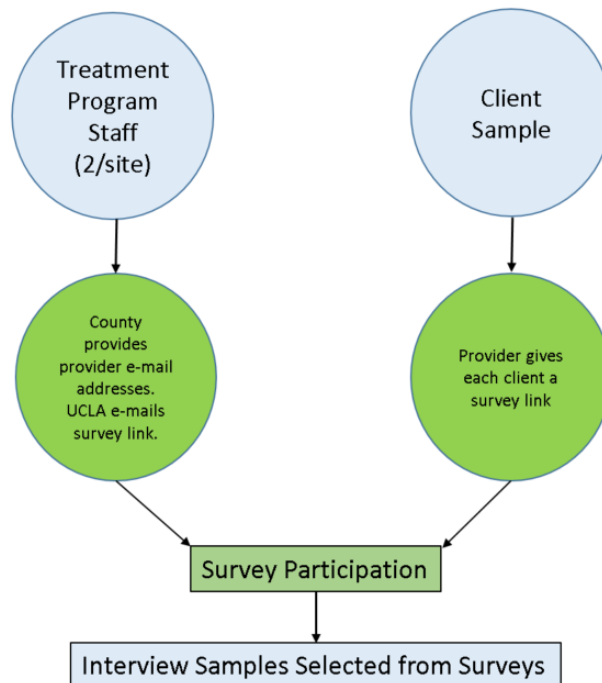 Treatment
Program
Staff
(2/site)
Client
Sample
County
provides
provider e-mail
addresses.
UCLA e-mails
survey link.
Provider gives
each client a
survey link
Survey Participation
Interview Samples Selected from Surveys